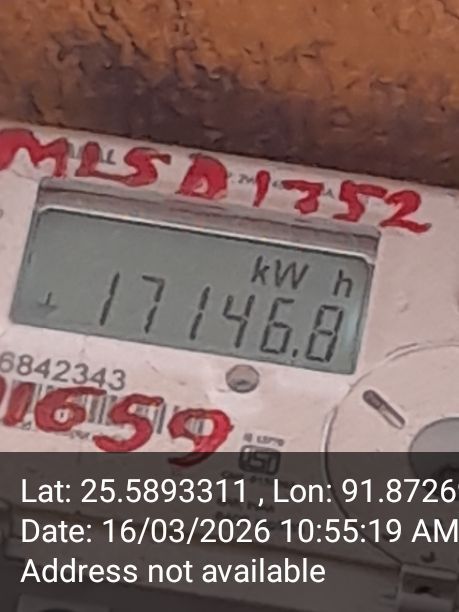 MLSD1352
kW h
17146.8
6842343
1659
Lat: 25.5893311 , Lon: 91.8726
Date: 16/03/2026 10:55:19 AM
Address not available